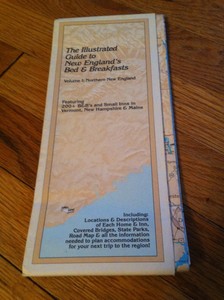 The Illustrated
Guide to
New England's
Bed & Breakfasts
Volume I: Northern New England
Featuring
200+ B&B's and Small Inns in
Vermont, New Hampshire & Maine
Including:
Locations & Descriptions
of Each Home & Inn,
Covered Bridges, State Parks,
Road Map & all the information
needed to plan accommodations
for your next trip to the region!